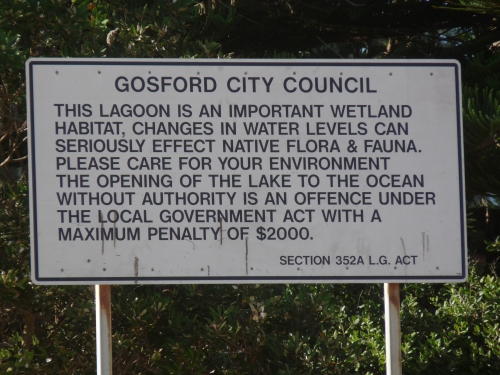 GOSFORD CITY COUNCIL
THIS LAGOON IS AN IMPORTANT WETLAND
HABITAT, CHANGES IN WATER LEVELS CAN
SERIOUSLY EFFECT NATIVE FLORA & FAUNA.
PLEASE CARE FOR YOUR ENVIRONMENT
THE OPENING OF THE LAKE TO THE OCEAN
WITHOUT AUTHORITY IS AN OFFENCE UNDER
THE LOCAL GOVERNMENT ACT WITH A
MAXIMUM PENALTY OF $2000.
SECTION 352A L.G. ACT